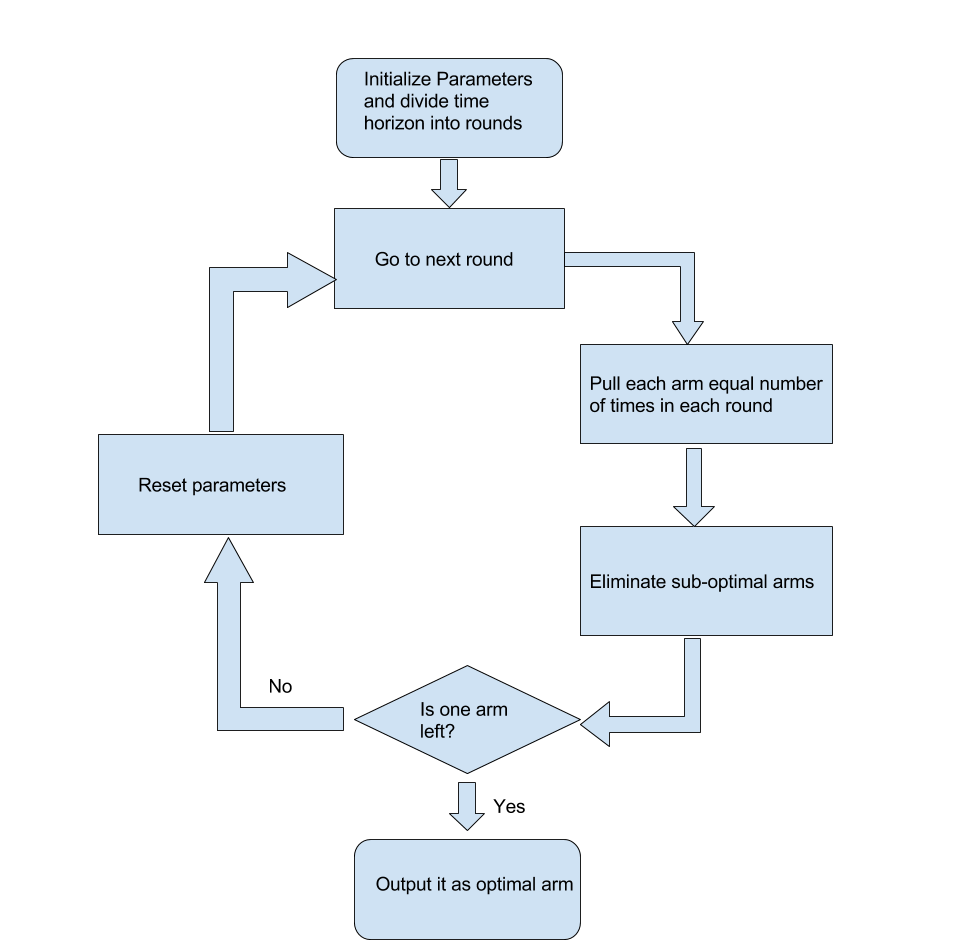 Initialize Parameters
and divide time
horizon into rounds
Go to next round
Pull each arm equal number
of times in each round
Reset parameters
Eliminate sub-optimal arms
No
Is one arm
left?
Yes
Output it as optimal arm